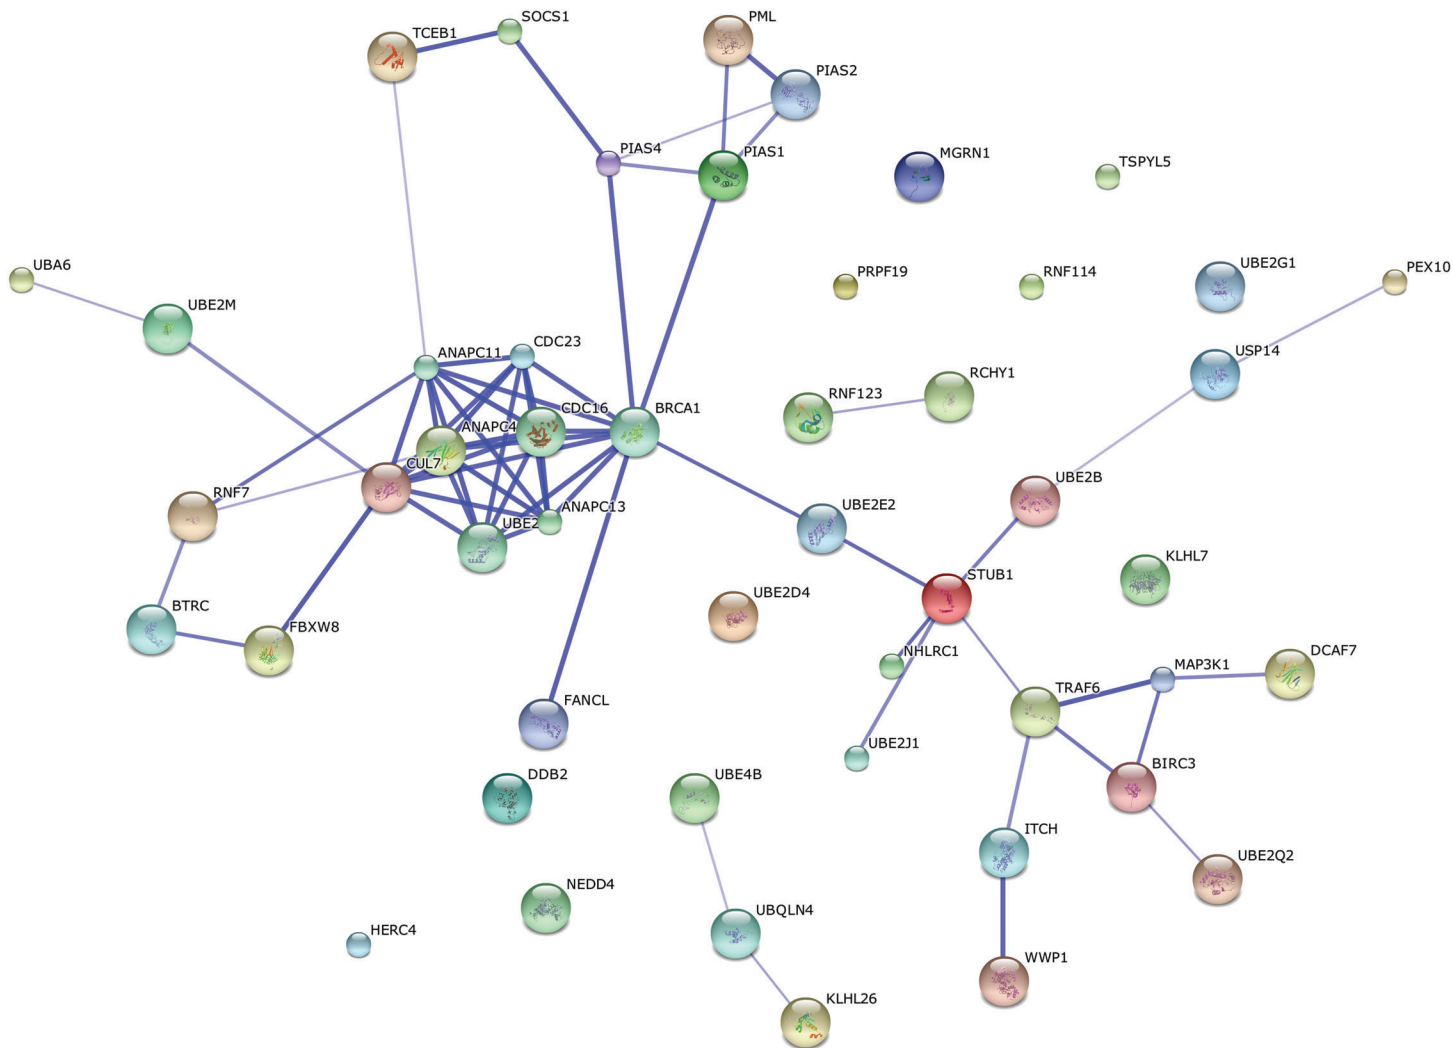 SOCS1
PML
TCEB1
PIAS2
PIAS4
PIAS1
MGRN1
TSPYL5
UBA6
PRPF19
RNF114
UBE2G1
PEX10
UBE2M
ANAPC11
CDC23
USP14
RNF123
RCHY1
CDC16
BRCA1
ANAPC4
CUL7
RNF7
ANAPC13
UBE2
UBE2E2
UBE2B
STUB1
KLHL7
BTRC
FBXW8
UBE2D4
NHLRC1
MAP3K1
DCAF7
TRAF6
FANCL
UBE2J1
DDB2
UBE4B
BIRC3
ITCH
UBE2Q2
NEDD4
UBQLN4
HERC4
WWP1
KLHL26